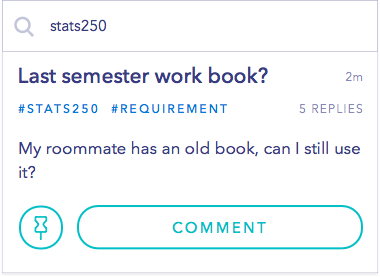 stats250
Last semester work book? 2m
#STATS250 #REQUIREMENT 5 REPLIES
My roommate has an old book, can I still use
it?
COMMENT